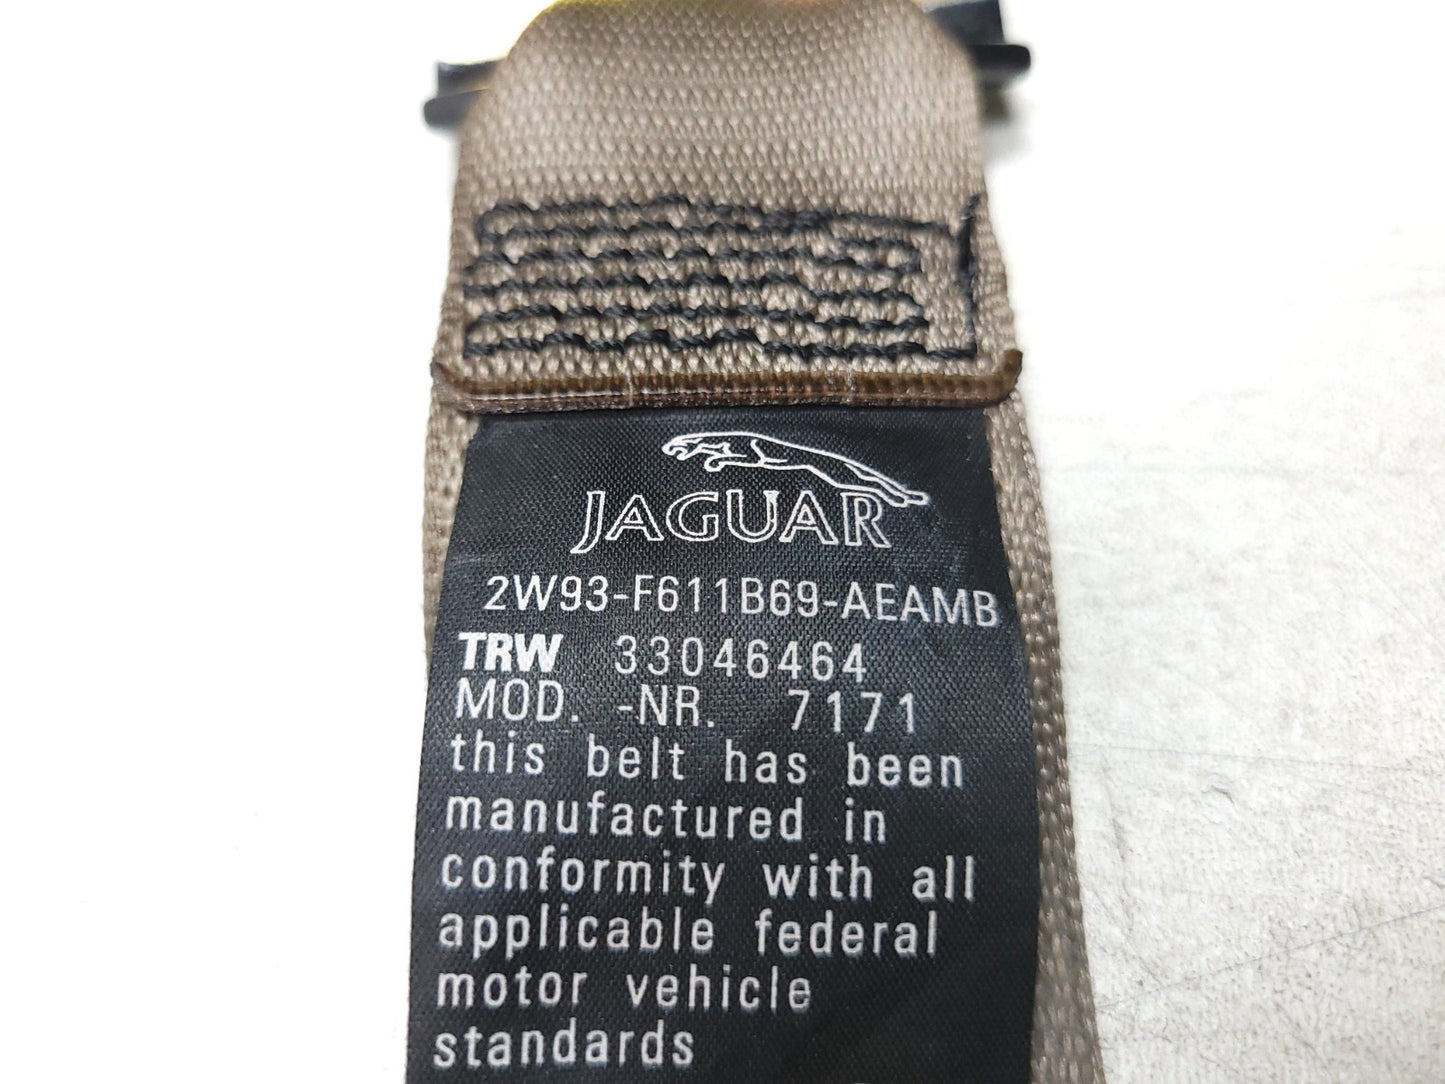 JAGUAR
2W93-F611B69-AEAMB
TRW 33046464
MOD. -NR. 7171
this belt has been
manufactured in
conformity with all
applicable federal
motor vehicle
standards